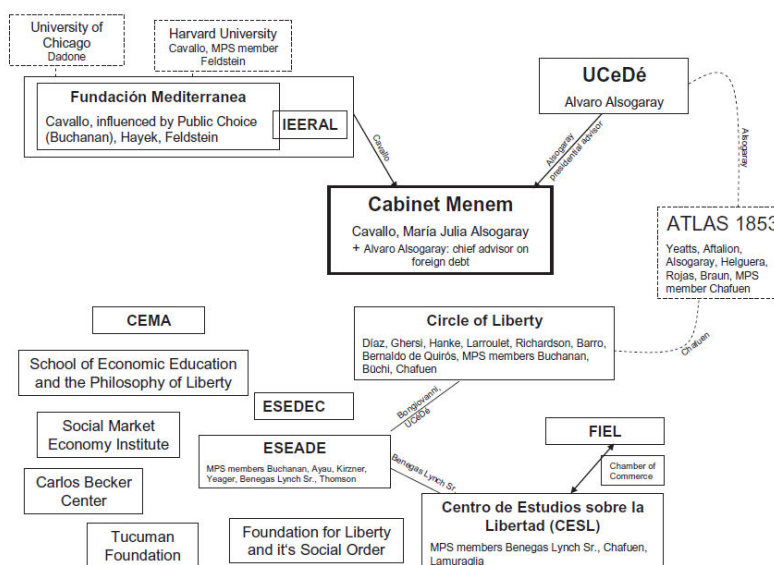 University of
Chicago
Dadone
Harvard University
Cavallo, MPS member
Feldstein
Fundación Mediterranea
Cavallo, influenced by Public Choice
(Buchanan), Hayek, Feldstein
IEERAL
Cavallo
UCeDé
Alvaro Alsogaray
Alsogaray
presidential advisor
Alsogaray
Cabinet Menem
Cavallo, María Julia Alsogaray
+ Alvaro Alsogaray: chief advisor on
foreign debt
ATLAS 1853
Yeatts, Aftalion,
Alsogaray, Helguera,
Rojas, Braun, MPS
member Chafuen
Chafuen
CEMA
Circle of Liberty
Díaz, Ghersi, Hanke, Larroulet, Richardson, Barro,
Bernaldo de Quirós, MPS members Buchanan,
Büchi, Chafuen
School of Economic Education
and the Philosophy of Liberty
ESEDEC
Bongiovanni,
UCeDé
Social Market
Economy Institute
ESEADE
MPS members Buchanan, Ayau, Kirzner,
Yeager, Benegas Lynch Sr., Thomson
Benegas Lynch Sr.
FIEL
Chamber of
Commerce
Carlos Becker
Center
Centro de Estudios sobre la
Libertad (CESL)
MPS members Benegas Lynch Sr., Chafuen,
Lamuraglia
Tucuman
Foundation
Foundation for Liberty
and it's Social Order